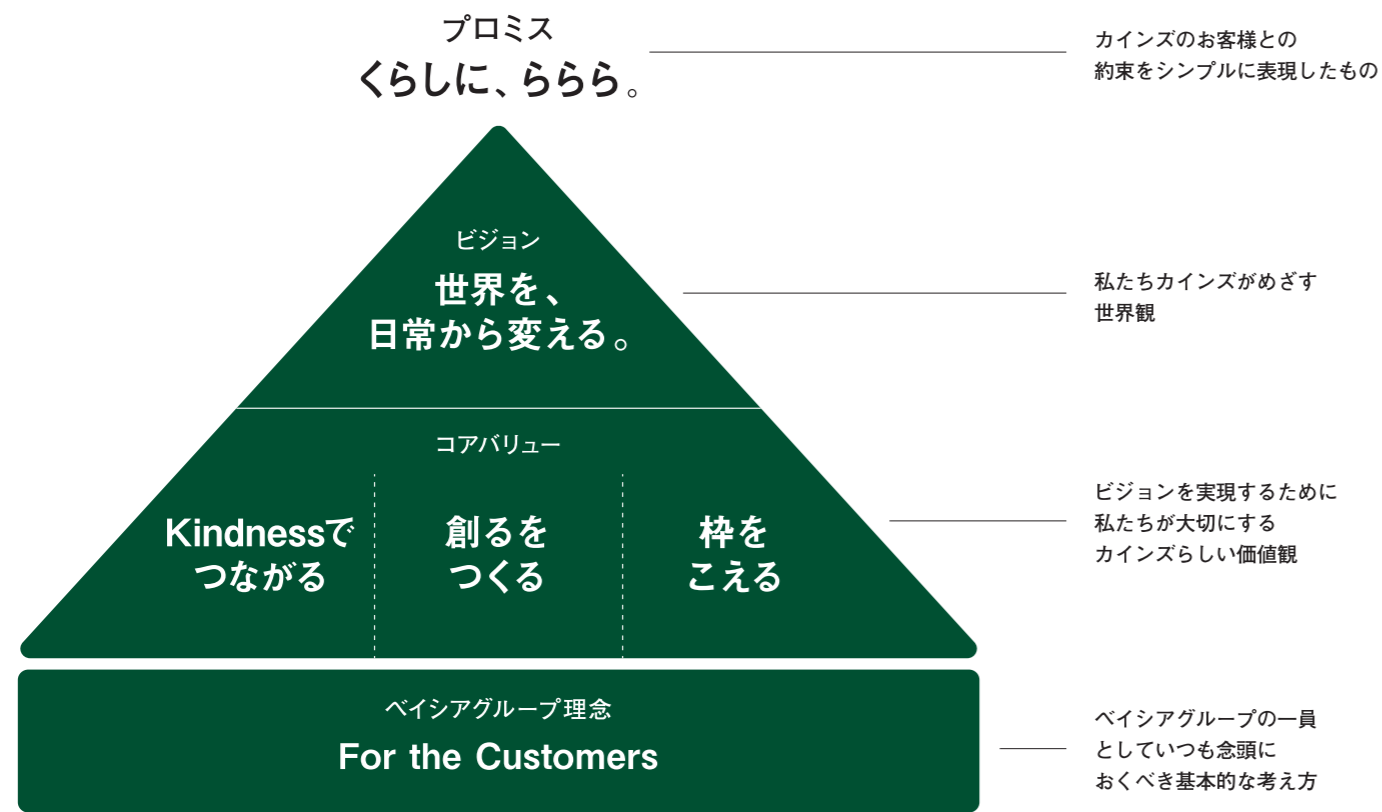 プロミス
くらしに、ららら。
カインズのお客様との
約束をシンプルに表現したもの
ビジョン
世界を、
日常から変える。
私たちカインズがめざす
世界観
コアバリュー
Kindnessで
つながる
創るを
つくる
枠を
こえる
ビジョンを実現するために
私たちが大切にする
カインズらしい価値観
ベイシアグループ理念
For the Customers
ベイシアグループの一員
としていつも念頭に
おくべき基本的な考え方